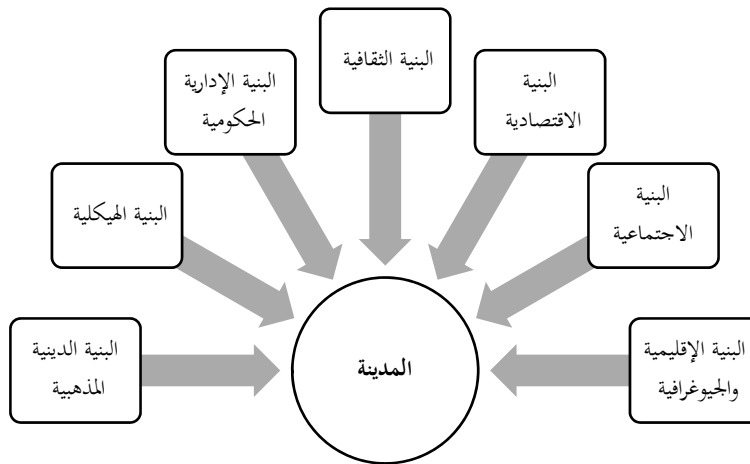 البنية الثقافية
البنية
الاقتصادية
البنية الإدارية
الحكومية
البنية
الاجتماعية
البنية الهيكلية
البنية الإقليمية
والجيوغرافية
المدينة
البنية الدينية
المذهبية